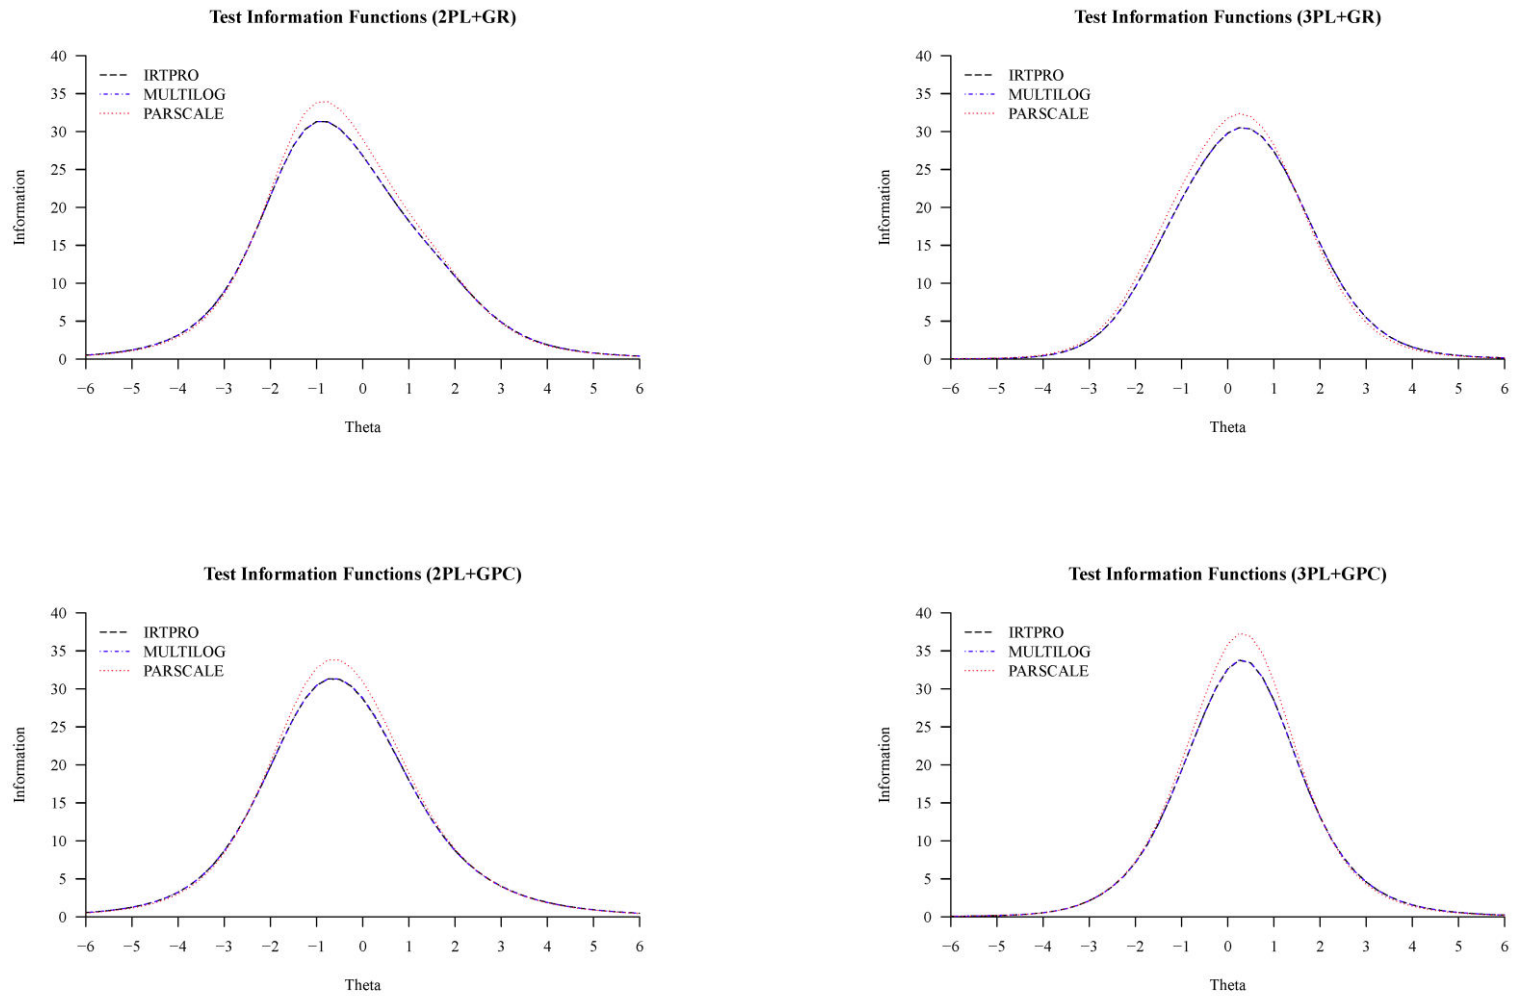 Test Information Functions (2PL+GR)
40
35
30
25
20
15
10
5
0
Information
IRTPRO
MULTILOG
PARSCALE
−6 −5 −4 −3 −2 −1 0 1 2 3 4 5 6
Theta
Test Information Functions (3PL+GR)
40
35
30
25
20
15
10
5
0
Information
IRTPRO
MULTILOG
PARSCALE
−6 −5 −4 −3 −2 −1 0 1 2 3 4 5 6
Theta
Test Information Functions (2PL+GPC)
40
35
30
25
20
15
10
5
0
Information
IRTPRO
MULTILOG
PARSCALE
−6 −5 −4 −3 −2 −1 0 1 2 3 4 5 6
Theta
Test Information Functions (3PL+GPC)
40
35
30
25
20
15
10
5
0
Information
IRTPRO
MULTILOG
PARSCALE
−6 −5 −4 −3 −2 −1 0 1 2 3 4 5 6
Theta